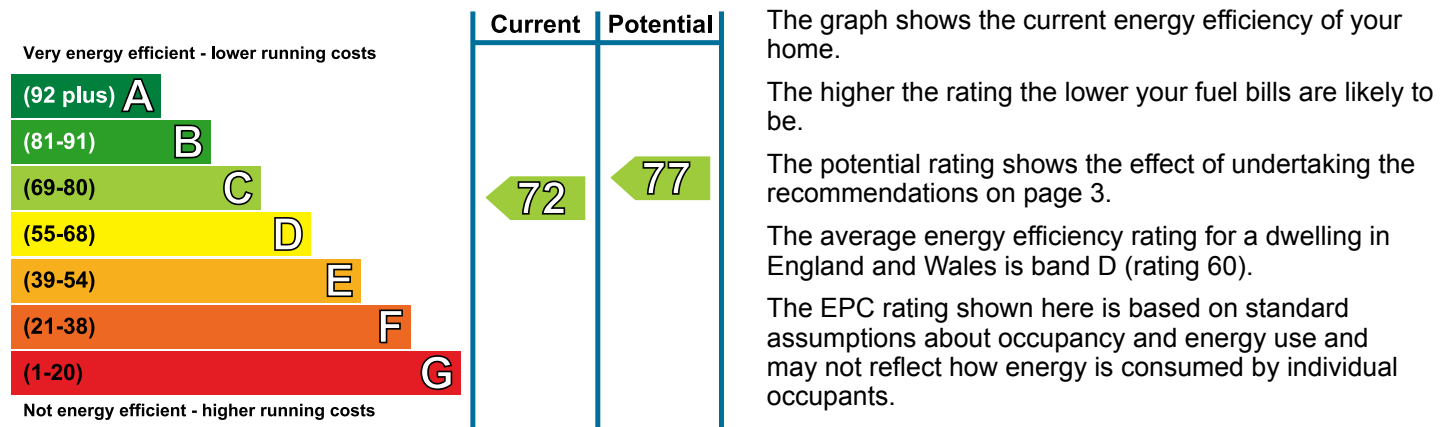 Current Potential
Very energy efficient - lower running costs
(92 plus) A
(81-91) B
(69-80) C
(55-68) D
(39-54) E
(21-38) F
(1-20) G
Not energy efficient - higher running costs
72
77
The graph shows the current energy efficiency of your
home.
The higher the rating the lower your fuel bills are likely to
be.
The potential rating shows the effect of undertaking the
recommendations on page 3.
The average energy efficiency rating for a dwelling in
England and Wales is band D (rating 60).
The EPC rating shown here is based on standard
assumptions about occupancy and energy use and
may not reflect how energy is consumed by individual
occupants.